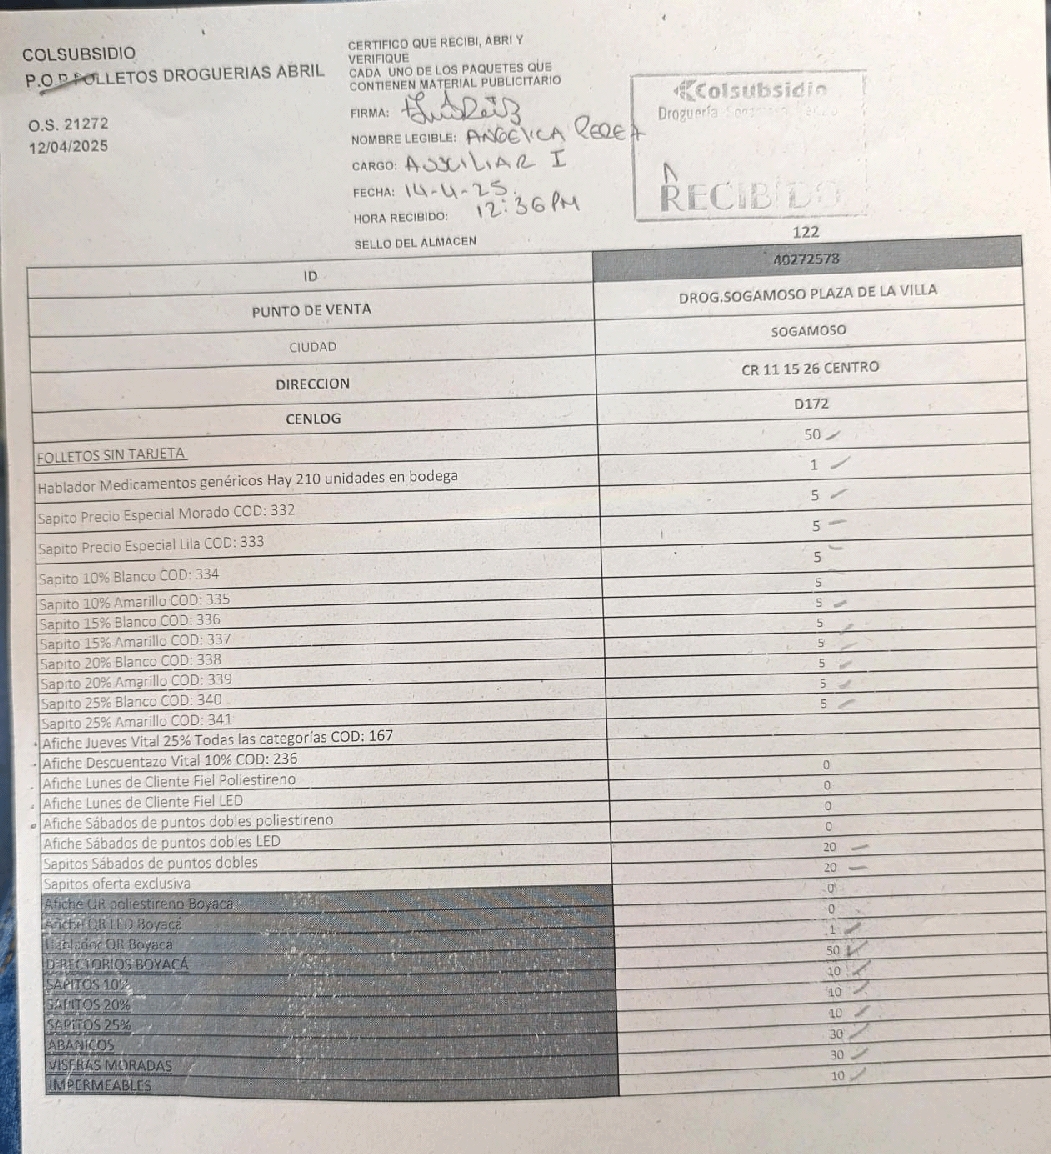 COLSUBSIDIO
P.O.P FOLLETOS DROGUERIAS ABRIL
O.S. 21272
12/04/2025
CERTIFICO QUE RECIBI, ABRI Y
VERIFIQUE
CADA UNO DE LOS PAQUETES QUE
CONTIENEN MATERIAL PUBLICITARIO
FIRMA:
NOMBRE LEGIBLE: ANGELICA PEREA
CARGO: AUXILIAR I
FECHA: 14-4-25.
HORA RECIBIDO: 12:36 PM
SELLO DEL ALMACEN
Colsubsidio
Droguería
RECIBIDO
122
ID 40272578
PUNTO DE VENTA DROG.SOGAMOSO PLAZA DE LA VILLA
CIUDAD SOGAMOSO
DIRECCION CR 11 15 26 CENTRO
CENLOG D172
FOLLETOS SIN TARJETA 50
Hablador Medicamentos genéricos Hay 210 unidades en bodega 1
Sapito Precio Especial Morado COD: 332 5
Sapito Precio Especial Lila COD: 333 5
Sapito 10% Blanco COD: 334 5
Sapito 10% Amarillo COD: 335 5
Sapito 15% Blanco COD: 336 5
Sapito 15% Amarillo COD: 337 5
Sapito 20% Blanco COD: 338 5
Sapito 20% Amarillo COD: 339 5
Sapito 25% Blanco COD: 340 5
Sapito 25% Amarillo COD: 341 5
Afiche Jueves Vital 25% Todas las categorías COD: 167
Afiche Descuentazo Vital 10% COD: 236
Afiche Lunes de Cliente Fiel Poliestireno 0
Afiche Lunes de Cliente Fiel LED 0
Afiche Sábados de puntos dobles poliestireno 0
Afiche Sábados de puntos dobles LED 0
Sapitos Sábados de puntos dobles 20
Sapitos oferta exclusiva 20
Afiche QR poliestireno Boyacá 0
Afiche QR LED Boyacá 0
Hablador QR Boyacá 1
DIRECTORIOS BOYACÁ 50
SAPITOS 10% 10
SAPITOS 20% 10
SAPITOS 25% 10
ABANICOS 30
VISERAS MORADAS 30
IMPERMEABLES 10